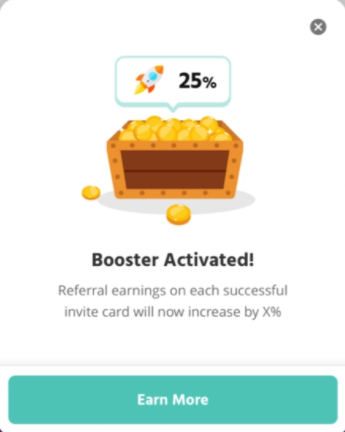 25%
Booster Activated!
Referral earnings on each successful
invite card will now increase by X%
Earn More